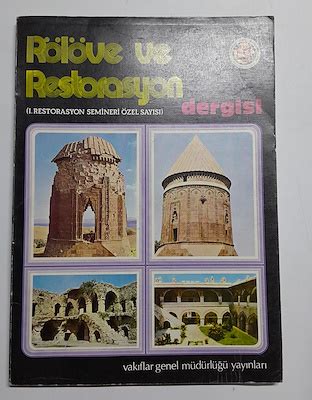 Rölöve ve
Restorasyon
dergisi
(I. RESTORASYON SEMİNERİ ÖZEL SAYISI)
vakıflar genel müdürlüğü yayınları